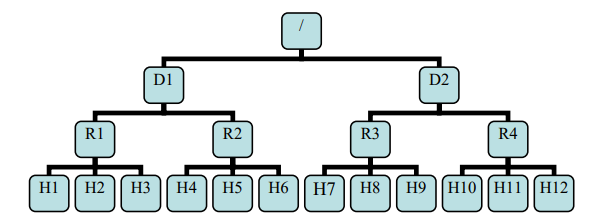 /
D1 D2
R1 R2 R3 R4
H1 H2 H3 H4 H5 H6 H7 H8 H9 H10 H11 H12